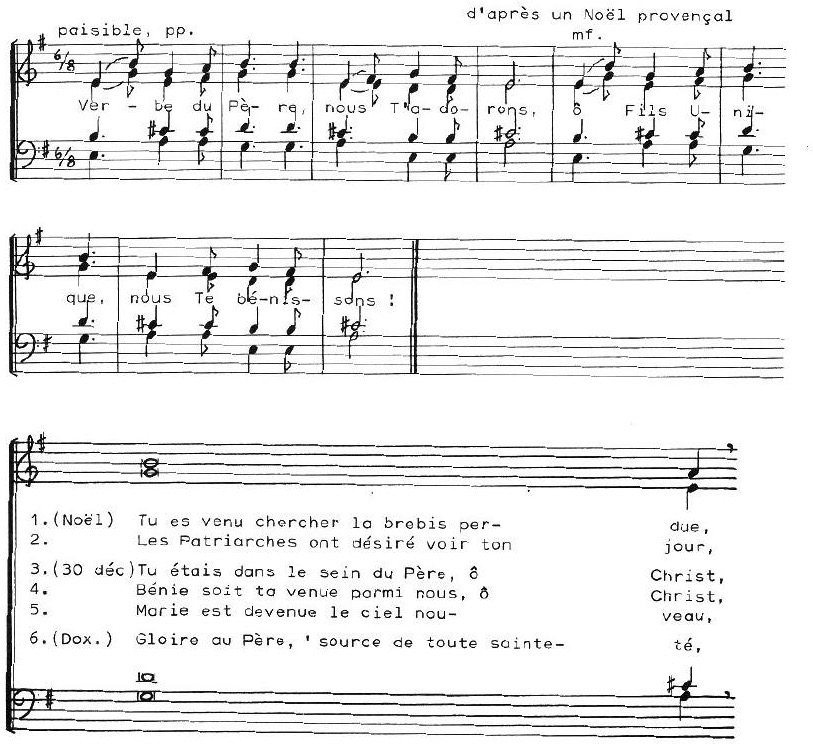 d'après un Noël provençal
paisible, pp. mf.
6/8
Ver - be du Pè- re, nous T'a-do- rons, ô Fils U- ni-
6/8
que, nous Te bé-nis- sons !
1.(Noël) Tu es venu chercher la brebis per- due,
2. Les Patriarches ont désiré voir ton jour,
3.(30 déc)Tu étais dans le sein du Père, ô Christ,
4. Bénie soit ta venue parmi nous, ô Christ,
5. Marie est devenue le ciel nou- veau,
6.(Dox.) Gloire au Père, ' source de toute sainte- té,